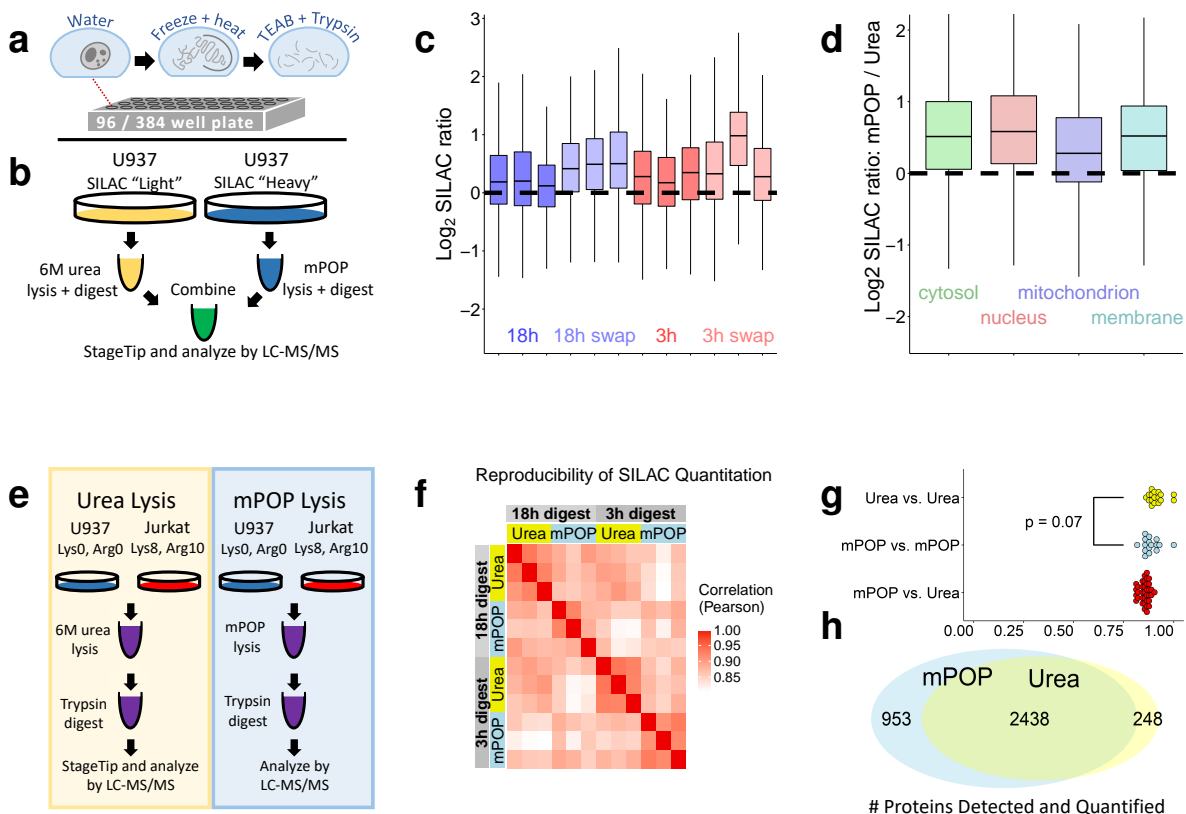 a
Water
Freeze + heat
TEAB + Trypsin
96 / 384 well plate
b
U937
SILAC “Light”
U937
SILAC “Heavy”
6M urea
lysis + digest
mPOP
lysis + digest
Combine
StageTip and analyze by LC-MS/MS
c
Log2 SILAC ratio
3
2
1
0
−1
−2
18h
18h swap
3h
3h swap
d
Log2 SILAC ratio: mPOP / Urea
2
1
0
−1
−2
cytosol
mitochondrion
nucleus
membrane
e
Urea Lysis
U937
Lys0, Arg0
Jurkat
Lys8, Arg10
6M urea
lysis
Trypsin
digest
StageTip and analyze
by LC-MS/MS
mPOP Lysis
U937
Lys0, Arg0
Jurkat
Lys8, Arg10
mPOP
lysis
Trypsin
digest
Analyze by
LC-MS/MS
f
Reproducibility of SILAC Quantitation
18h digest
3h digest
Urea
mPOP
Urea
mPOP
18h digest
Urea
mPOP
3h digest
Urea
mPOP
Correlation
(Pearson)
1.00
0.95
0.90
0.85
g
Urea vs. Urea
p = 0.07
mPOP vs. mPOP
mPOP vs. Urea
0.00
0.25
0.50
0.75
1.00
h
mPOP
Urea
953
2438
248
# Proteins Detected and Quantified